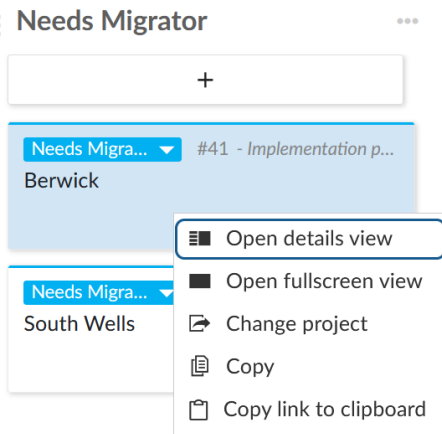 Needs Migrator
+
Needs Migra... #41 - Implementation p...
Berwick
Open details view
Open fullscreen view
Needs Migra...
South Wells
Change project
Copy
Copy link to clipboard